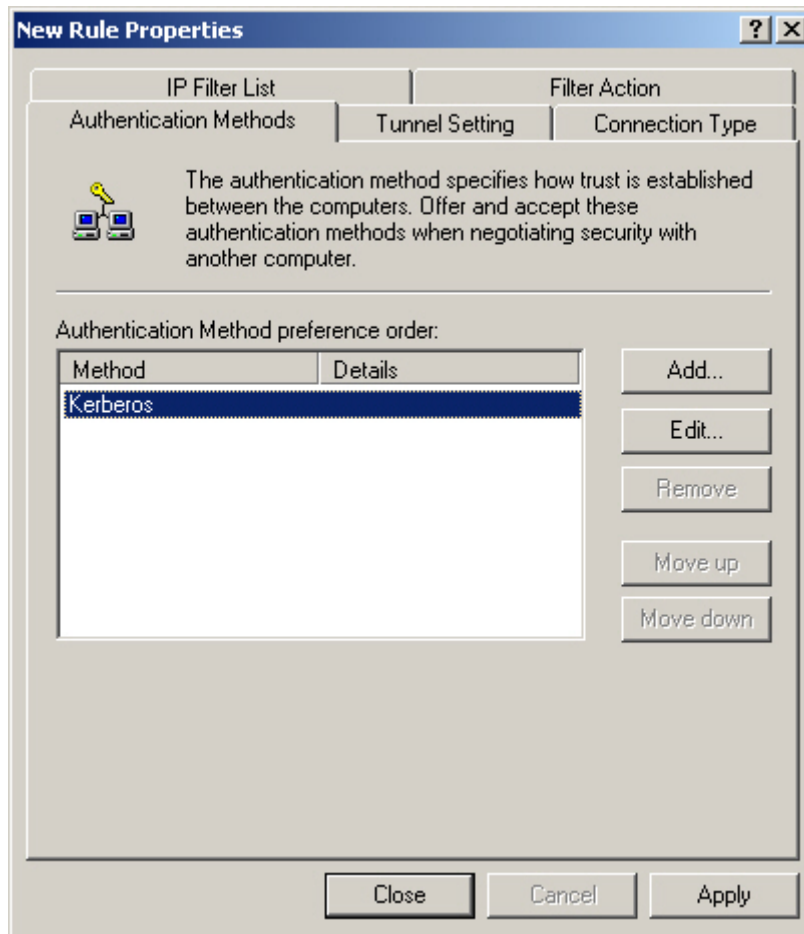 New Rule Properties
IP Filter List
Filter Action
Authentication Methods
Tunnel Setting
Connection Type
The authentication method specifies how trust is established
between the computers. Offer and accept these
authentication methods when negotiating security with
another computer.
Authentication Method preference order:
Method
Details
Kerberos
Add...
Edit...
Remove
Move up
Move down
Close
Cancel
Apply